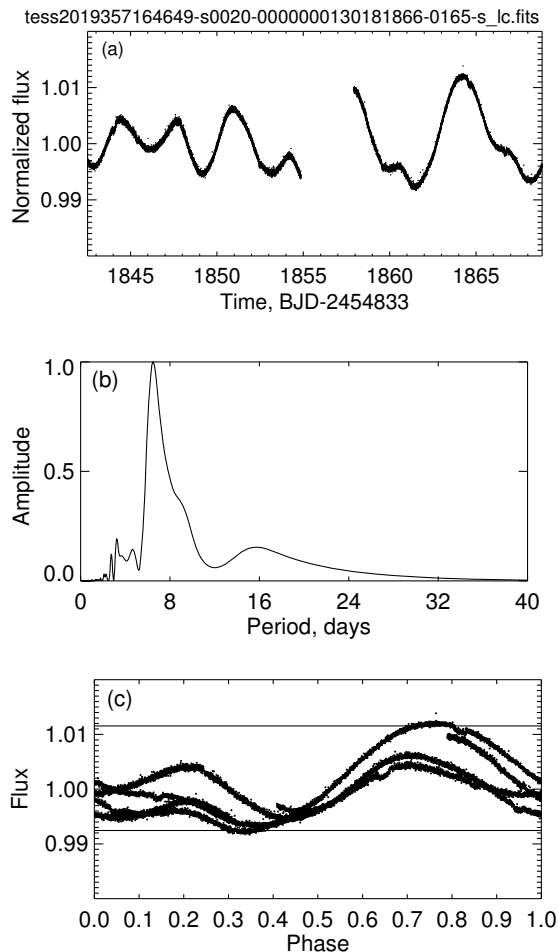 tess2019357164649-s0020-0000000130181866-0165-s_lc.fits
(a)
Normalized flux
1.01
1.00
0.99
1845 1850 1855 1860 1865
Time, BJD-2454833
(b)
Amplitude
1.0
0.5
0.0
0 8 16 24 32 40
Period, days
(c)
Flux
1.01
1.00
0.99
0.0 0.1 0.2 0.3 0.4 0.5 0.6 0.7 0.8 0.9 1.0
Phase